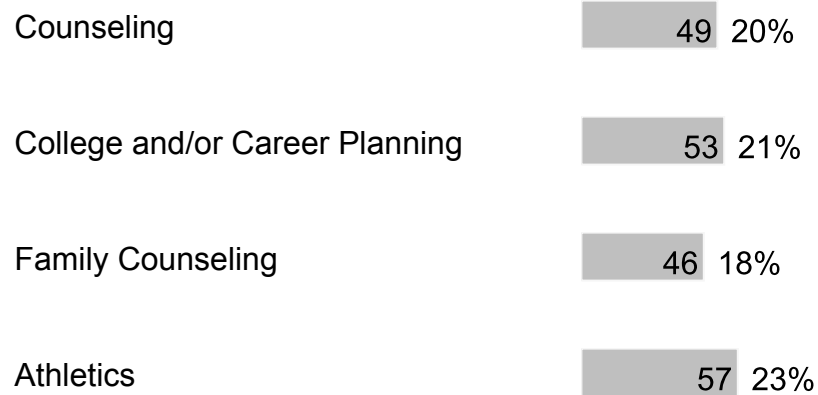 Counseling 49 20%
College and/or Career Planning 53 21%
Family Counseling 46 18%
Athletics 57 23%